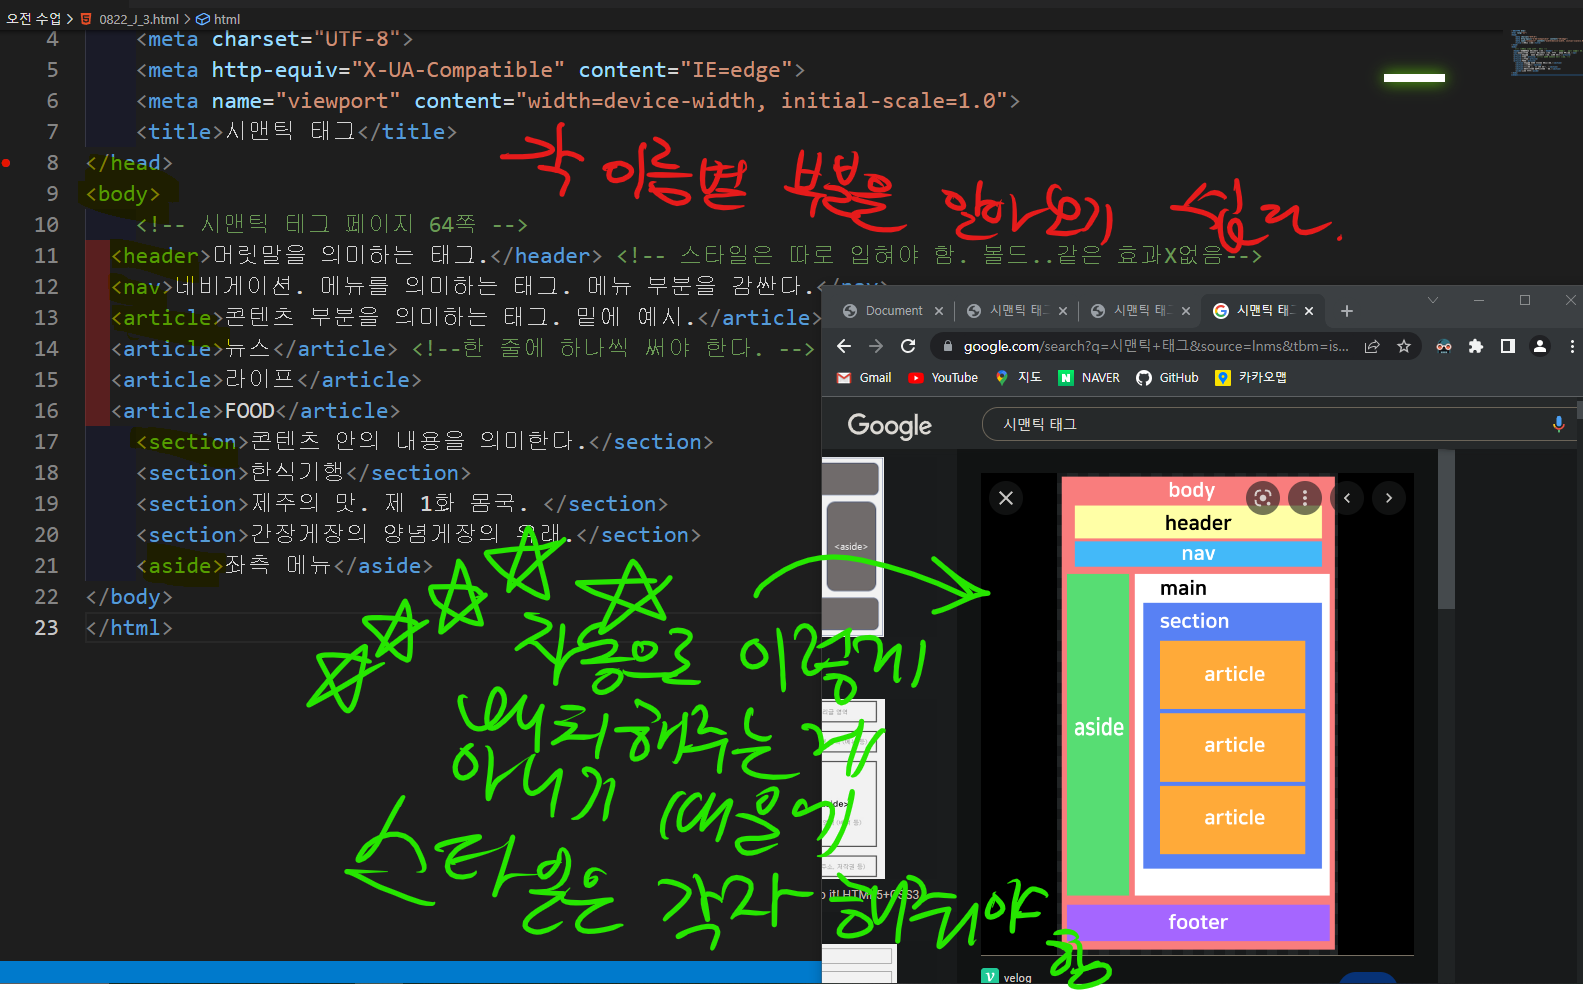 오전 수업 > 0822_J_3.html > html
4 <meta charset="UTF-8">
5 <meta http-equiv="X-UA-Compatible" content="IE=edge">
6 <meta name="viewport" content="width=device-width, initial-scale=1.0">
7 <title>시맨틱 태그</title>
8 </head>
9 <body>
10 <!-- 시맨틱 테그 페이지 64쪽 -->
11 <header>머릿말을 의미하는 태그.</header> <!-- 스타일은 따로 입혀야 함. 볼드..같은 효과X없음-->
12 <nav>네비게이션. 메뉴를 의미하는 태그. 메뉴 부분을 감싼다.</nav>
13 <article>콘텐츠 부분을 의미하는 태그. 밑에 예시.</article>
14 <article>뉴스</article> <!--한 줄에 하나씩 써야 한다. -->
15 <article>라이프</article>
16 <article>FOOD</article>
17 <section>콘텐츠 안의 내용을 의미한다.</section>
18 <section>한식기행</section>
19 <section>제주의 맛. 제 1화 몸국. </section>
20 <section>간장게장의 양념게장의 유래.</section>
21 <aside>좌측 메뉴</aside>
22 </body>
23 </html>
각 이름별 부분을 알아보기 쉽다.
자동으로 이렇게
배치해주는 게
아니기 때문에
스타일은 각자 해줘야
함
Document
시맨틱 태
시맨틱 태
시맨틱 태
google.com/search?q=시맨틱+태그&source=lnms&tbm=is...
Gmail YouTube 지도 NAVER GitHub 카카오맵
Google 시맨틱 태그
<aside>
body
header
nav
main
section
article
article
article
aside
footer
velog